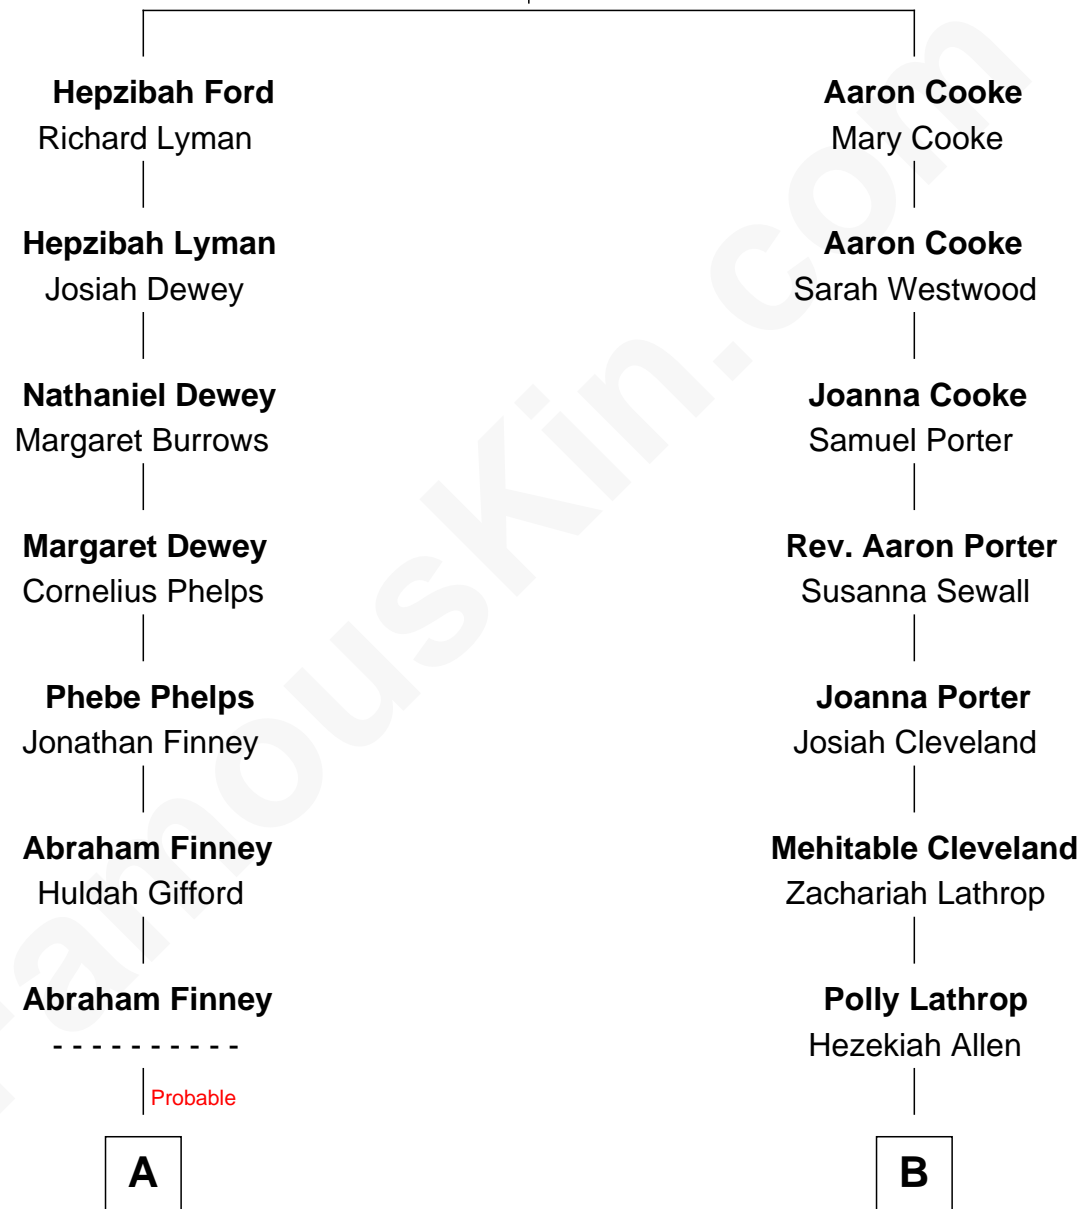 Hepzibah Ford
Richard Lyman
Hepzibah Lyman
Josiah Dewey
Nathaniel Dewey
Margaret Burrows
Margaret Dewey
Cornelius Phelps
Phebe Phelps
Jonathan Finney
Abraham Finney
Huldah Gifford
Abraham Finney
- - - - - - - - - -
Probable
A
Aaron Cooke
Mary Cooke
Aaron Cooke
Sarah Westwood
Joanna Cooke
Samuel Porter
Rev. Aaron Porter
Susanna Sewall
Joanna Porter
Josiah Cleveland
Mehitable Cleveland
Zachariah Lathrop
Polly Lathrop
Hezekiah Allen
B
FamousKin.com